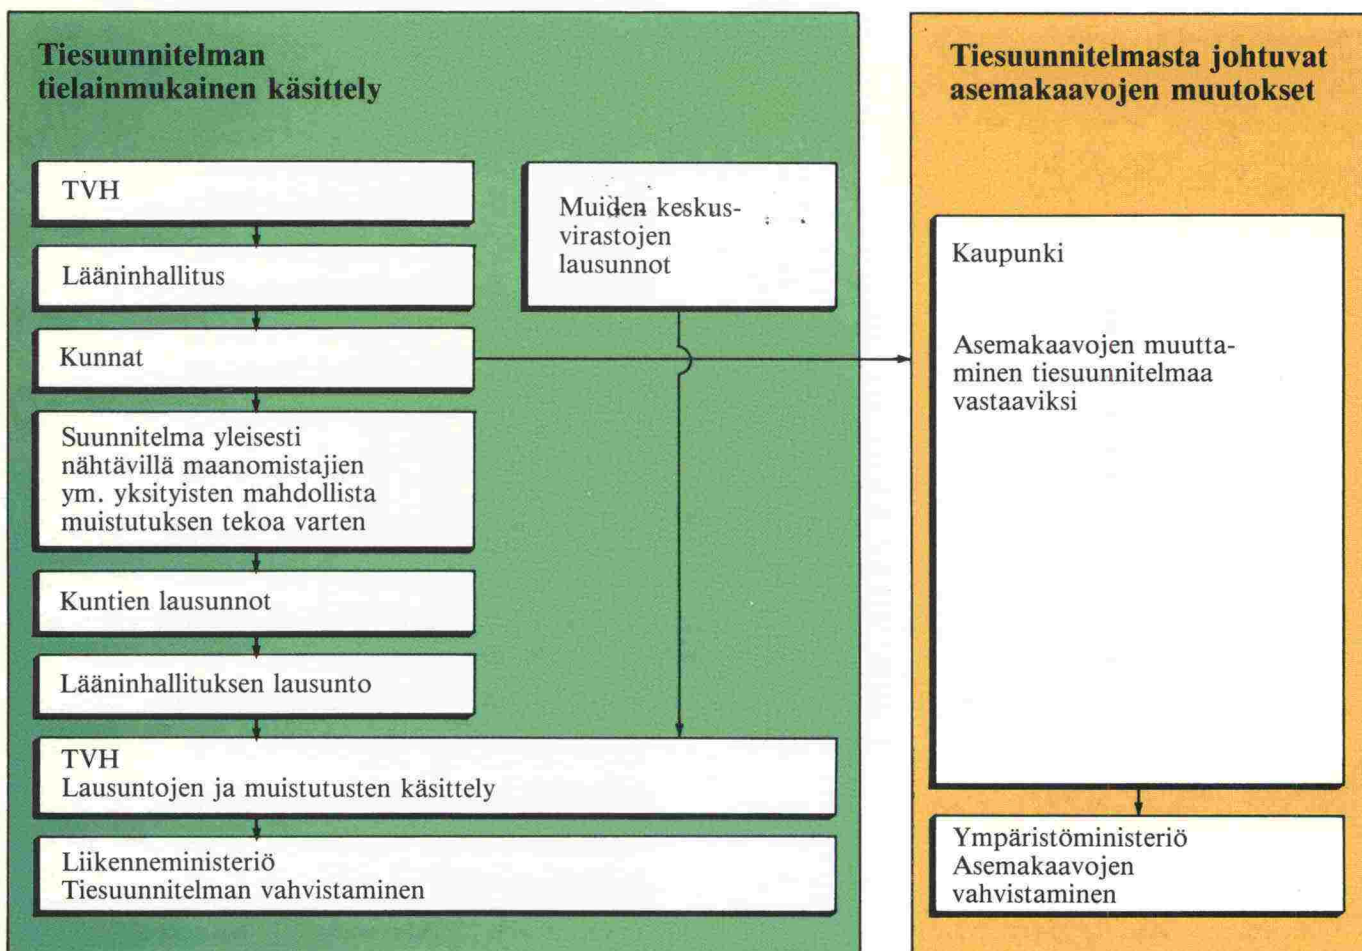 Tiesuunnitelman
tielainmukainen käsittely
TVH
Lääninhallitus
Kunnat
Suunnitelma yleisesti
nähtävillä maanomistajien
ym. yksityisten mahdollista
muistutuksen tekoa varten
Kuntien lausunnot
Lääninhallituksen lausunto
Muiden keskus-
virastojen
lausunnot
TVH
Lausuntojen ja muistutusten käsittely
Liikenneministeriö
Tiesuunnitelman vahvistaminen
Tiesuunnitelmasta johtuvat
asemakaavojen muutokset
Kaupunki
Asemakaavojen muutta-
minen tiesuunnitelmaa
vastaaviksi
Ympäristöministeriö
Asemakaavojen
vahvistaminen